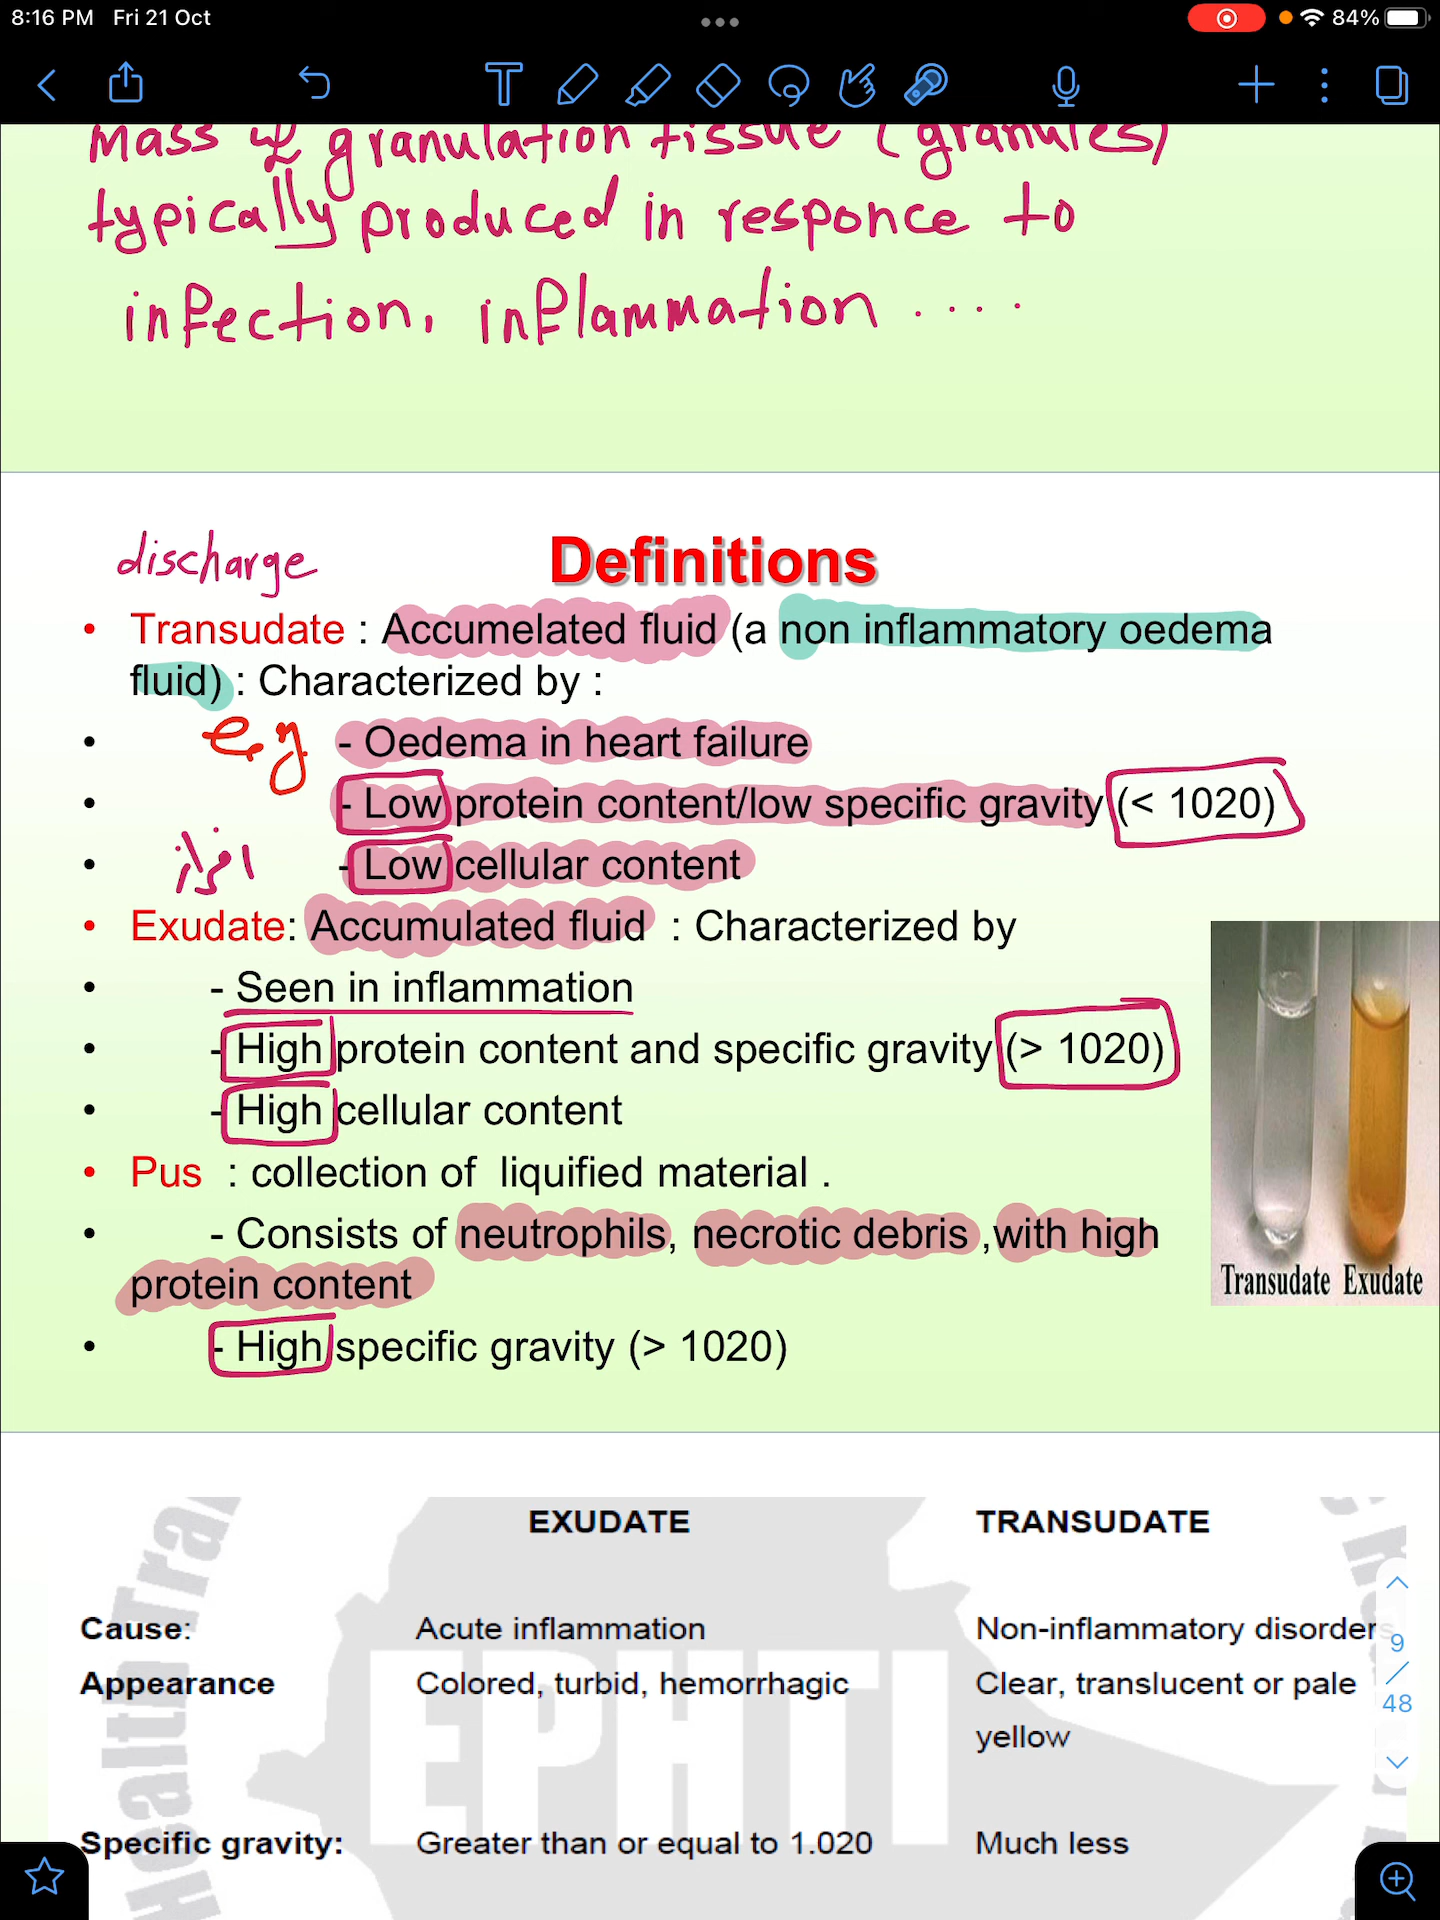 8:16 PM Fri 21 Oct
84%
Mass of granulation tissue (granules)
typically produced in responce to
infection, inflammation ....
discharge
Definitions
• Transudate : Accumelated fluid (a non inflammatory oedema
fluid) : Characterized by :
• e.g - Oedema in heart failure
• - Low protein content/low specific gravity (< 1020)
• - Low cellular content
• Exudate: Accumulated fluid : Characterized by
• - Seen in inflammation
• - High protein content and specific gravity (> 1020)
• - High cellular content
• Pus : collection of liquified material .
• - Consists of neutrophils, necrotic debris ,with high
protein content
• - High specific gravity (> 1020)
Transudate Exudate
EXUDATE TRANSUDATE
Cause: Acute inflammation Non-inflammatory disorders
Appearance Colored, turbid, hemorrhagic Clear, translucent or pale
yellow
Specific gravity: Greater than or equal to 1.020 Much less
EPHTI
Health Tra
9
/
48